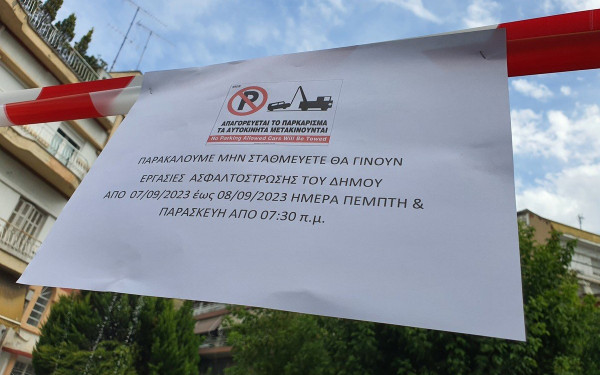 P
ΑΠΑΓΟΡΕΥΕΤΑΙ ΤΟ ΠΑΡΚΑΡΙΣΜΑ
ΤΑ ΑΥΤΟΚΙΝΗΤΑ ΜΕΤΑΚΙΝΟΥΝΤΑΙ
No Parking Allowed Cars Will Be Towed
ΠΑΡΑΚΑΛΟΥΜΕ ΜΗΝ ΣΤΑΘΜΕΥΕΤΕ ΘΑ ΓΙΝΟΥΝ
ΕΡΓΑΣΙΕΣ ΑΣΦΑΛΤΟΣΤΡΩΣΗΣ ΤΟΥ ΔΗΜΟΥ
ΑΠΟ 07/09/2023 έως 08/09/2023 ΗΜΕΡΑ ΠΕΜΠΤΗ &
ΠΑΡΑΣΚΕΥΗ ΑΠΟ 07:30 π.μ.